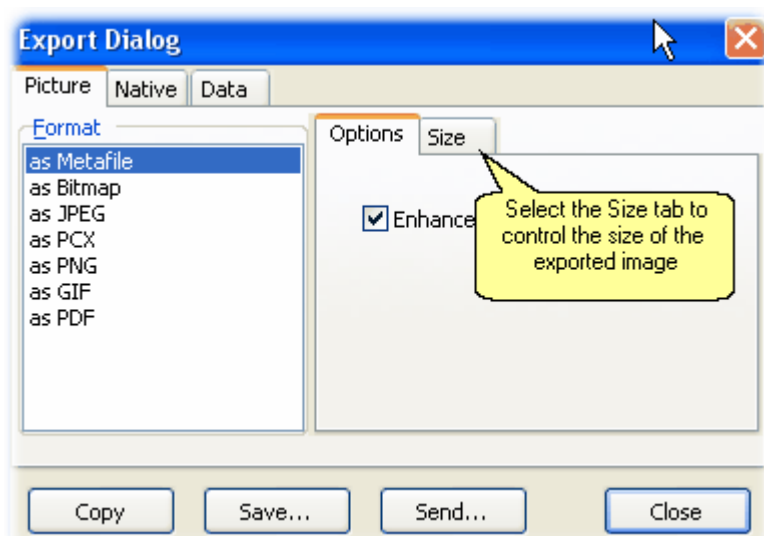 Export Dialog
Picture Native Data
Format
as Metafile
as Bitmap
as JPEG
as PCX
as PNG
as GIF
as PDF
Options Size
Enhance
Select the Size tab to
control the size of the
exported image
Copy Save... Send... Close